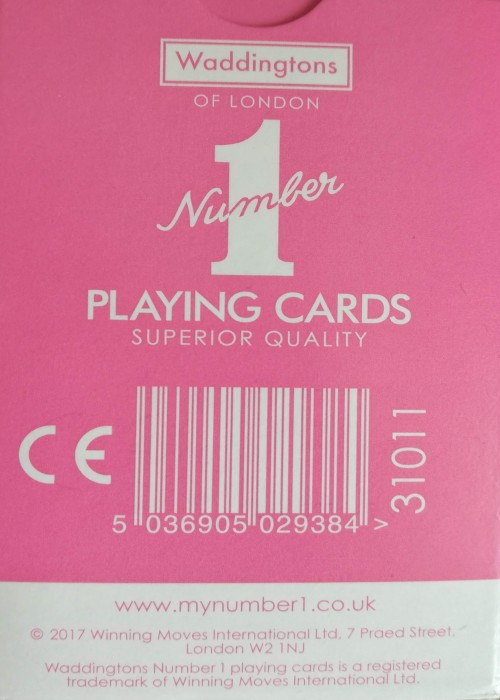 Waddingtons
OF LONDON
Number 1
PLAYING CARDS
SUPERIOR QUALITY
CE
31011
5 036905 029384 >
www.mynumber1.co.uk
© 2017 Winning Moves International Ltd, 7 Praed Street,
London W2 1NJ
Waddingtons Number 1 playing cards is a registered
trademark of Winning Moves International Ltd.